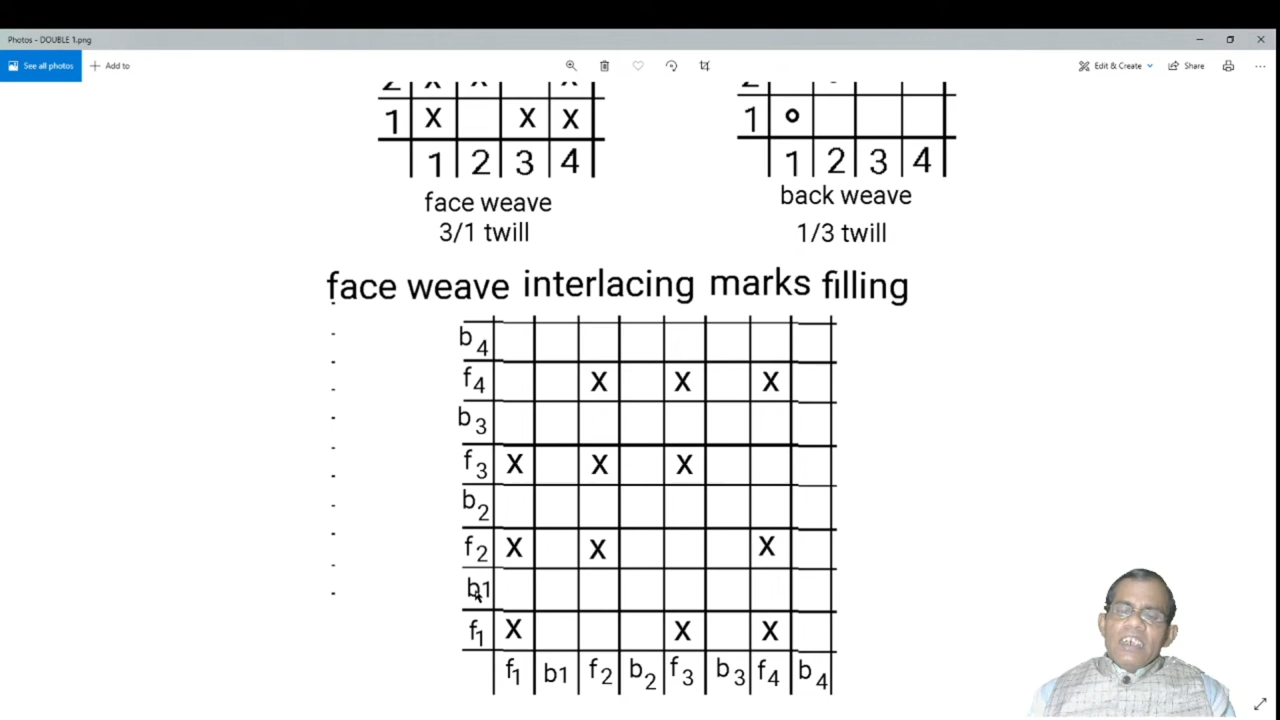 Photos - DOUBLE 1.png
See all photos
Add to
Edit & Create
Share
2 X X X
1 X X X
1 2 3 4
face weave
3/1 twill
2 o
1 o
1 2 3 4
back weave
1/3 twill
face weave interlacing marks filling
b4
f4 X X X
b3
f3 X X X
b2
f2 X X X
b1
f1 X X X
f1 b1 f2 b2 f3 b3 f4 b4